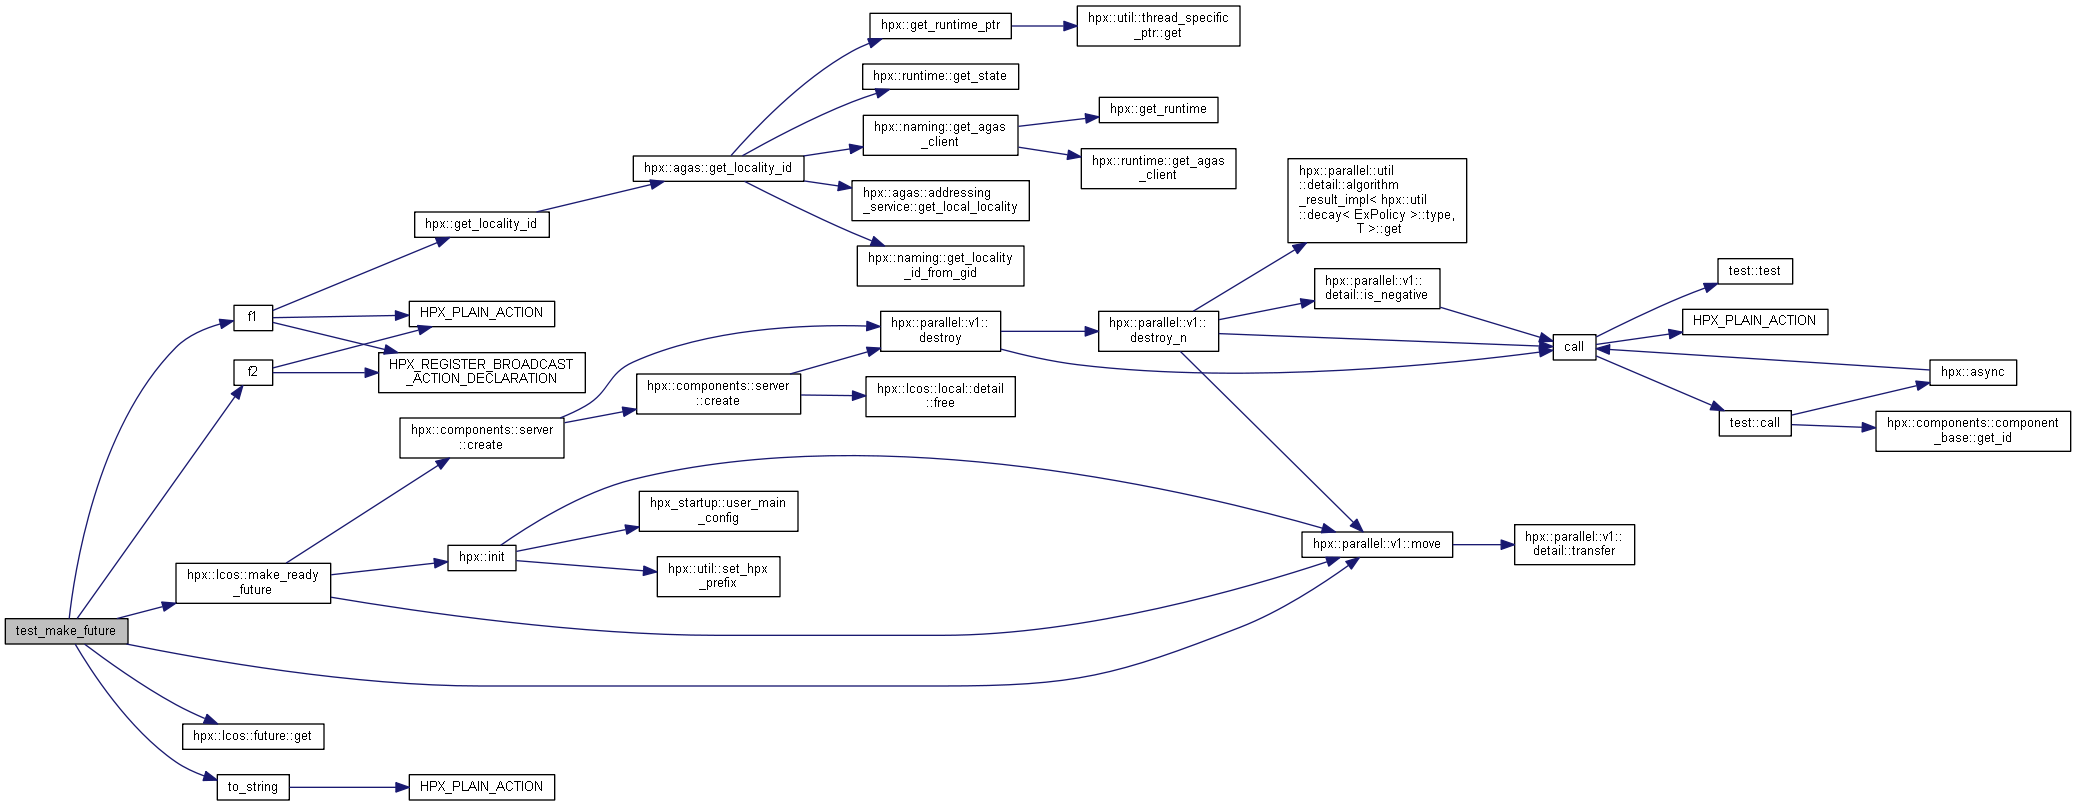 hpx::get_runtime_ptr
hpx::util::thread_specific
_ptr::get
hpx::runtime::get_state
hpx::get_runtime
hpx::naming::get_agas
_client
hpx::runtime::get_agas
_client
hpx::agas::get_locality_id
hpx::agas::addressing
_service::get_local_locality
hpx::naming::get_locality
_id_from_gid
hpx::get_locality_id
hpx::parallel::util
::detail::algorithm
_result_impl< hpx::util
::decay< ExPolicy >::type,
T >::get
hpx::parallel::v1::
detail::is_negative
test::test
f1
HPX_PLAIN_ACTION
hpx::parallel::v1::
destroy
hpx::parallel::v1::
destroy_n
call
HPX_PLAIN_ACTION
f2
HPX_REGISTER_BROADCAST
_ACTION_DECLARATION
hpx::components::server
::create
hpx::lcos::local::detail
::free
hpx::async
hpx::components::server
::create
test::call
hpx::components::component
_base::get_id
hpx_startup::user_main
_config
hpx::init
hpx::util::set_hpx
_prefix
hpx::parallel::v1::move
hpx::parallel::v1::
detail::transfer
hpx::lcos::make_ready
_future
test_make_future
hpx::lcos::future::get
to_string
HPX_PLAIN_ACTION